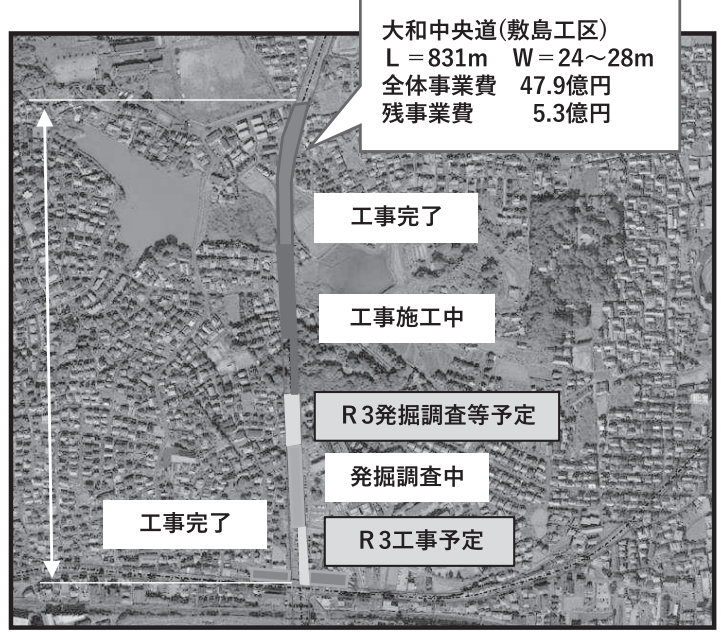 大和中央道(敷島工区)
L＝831m　W＝24～28m
全体事業費　47.9億円
残事業費　5.3億円
工事完了
工事施工中
R3発掘調査等予定
発掘調査中
工事完了
R3工事予定